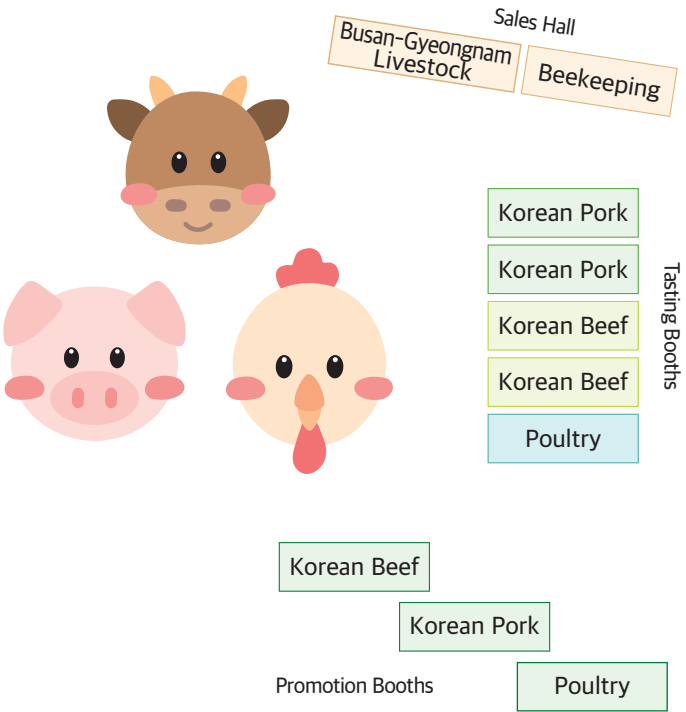 Sales Hall
Busan-Gyeongnam
Livestock
Beekeeping
Korean Pork
Korean Pork
Korean Beef
Korean Beef
Poultry
Tasting Booths
Korean Beef
Korean Pork
Promotion Booths
Poultry